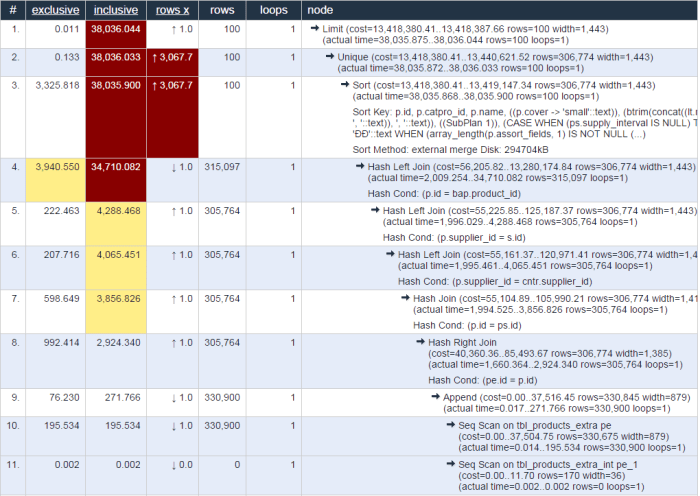 # exclusive inclusive rows x rows loops node
1. 0.011 38,036.044 ↑ 1.0 100 1 → Limit (cost=13,418,380.41..13,418,387.66 rows=100 width=1,443)
(actual time=38,035.875..38,036.044 rows=100 loops=1)
2. 0.133 38,036.033 ↑ 3,067.7 100 1 → Unique (cost=13,418,380.41..13,440,621.52 rows=306,774 width=1,443)
(actual time=38,035.872..38,036.033 rows=100 loops=1)
3. 3,325.818 38,035.900 ↑ 3,067.7 100 1 → Sort (cost=13,418,380.41..13,419,147.34 rows=306,774 width=1,443)
(actual time=38,035.868..38,035.900 rows=100 loops=1)
Sort Key: p.id, p.catpro_id, p.name, ((p.cover -> 'small'::text)), (btrim(concat((lt.n
', '::text)), ', '::text)), ((SubPlan 1)), (CASE WHEN (ps.supply_interval IS NULL) T
'ÐÐ'::text WHEN (array_length(p.assort_fields, 1) IS NOT NULL (...)
Sort Method: external merge Disk: 294704kB
4. 3,940.550 34,710.082 ↓ 1.0 315,097 1 → Hash Left Join (cost=56,205.82..13,280,174.84 rows=306,774 width=1,443)
(actual time=2,009.254..34,710.082 rows=315,097 loops=1)
Hash Cond: (p.id = bap.product_id)
5. 222.463 4,288.468 ↑ 1.0 305,764 1 → Hash Left Join (cost=55,225.85..125,187.37 rows=306,774 width=1,443)
(actual time=1,996.029..4,288.468 rows=305,764 loops=1)
Hash Cond: (p.supplier_id = s.id)
6. 207.716 4,065.451 ↑ 1.0 305,764 1 → Hash Left Join (cost=55,161.37..120,971.41 rows=306,774 width=1,4
(actual time=1,995.461..4,065.451 rows=305,764 loops=1)
Hash Cond: (p.supplier_id = cntr.supplier_id)
7. 598.649 3,856.826 ↑ 1.0 305,764 1 → Hash Join (cost=55,104.89..105,990.21 rows=306,774 width=1,41
(actual time=1,994.525..3,856.826 rows=305,764 loops=1)
Hash Cond: (p.id = ps.id)
8. 992.414 2,924.340 ↑ 1.0 305,764 1 → Hash Right Join
(cost=40,360.36..85,493.67 rows=306,774 width=1,385)
(actual time=1,660.364..2,924.340 rows=305,764 loops=1)
Hash Cond: (pe.id = p.id)
9. 76.230 271.766 ↓ 1.0 330,900 1 → Append (cost=0.00..37,516.45 rows=330,845 width=879)
(actual time=0.017..271.766 rows=330,900 loops=1)
10. 195.534 195.534 ↓ 1.0 330,900 1 → Seq Scan on tbl_products_extra pe
(cost=0.00..37,504.75 rows=330,675 width=879)
(actual time=0.014..195.534 rows=330,900 loops=1)
11. 0.002 0.002 ↓ 0.0 0 1 → Seq Scan on tbl_products_extra_int pe_1
(cost=0.00..11.70 rows=170 width=36)
(actual time=0.002..0.002 rows=0 loops=1)